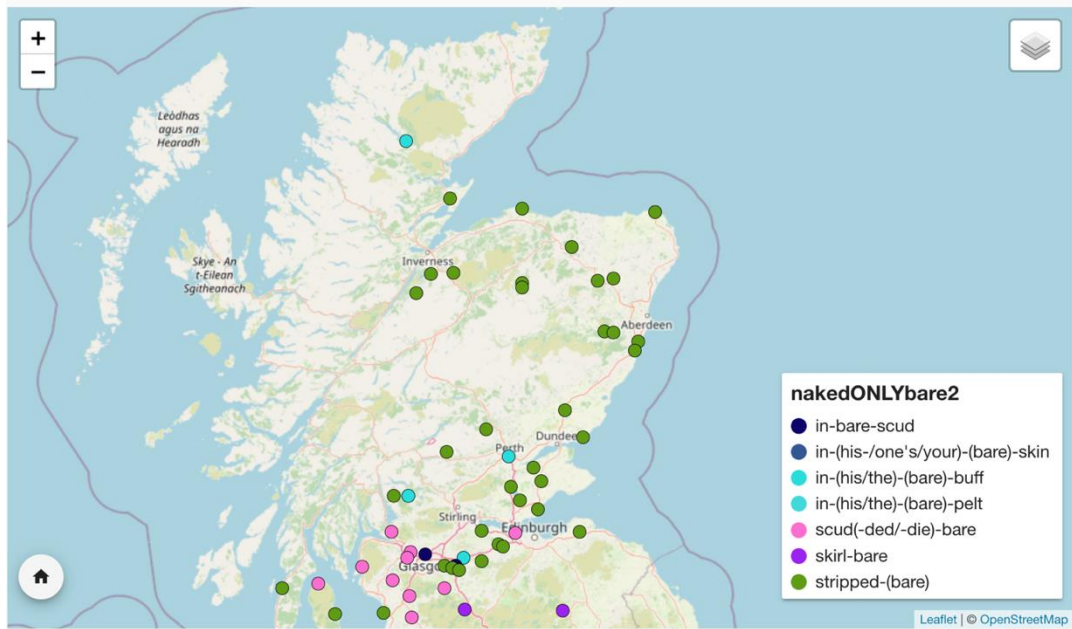 +
−
Leòdhas
agus na
Hearadh
Skye - An
t-Eilean
Sgitheanach
Inverness
Aberdeen
Dundee
Perth
Stirling
Edinburgh
nakedONLYbare2
in-bare-scud
in-(his-/one's/your)-(bare)-skin
in-(his/the)-(bare)-buff
in-(his/the)-(bare)-pelt
scud(-ded/-die)-bare
skirl-bare
stripped-(bare)
Leaflet | © OpenStreetMap